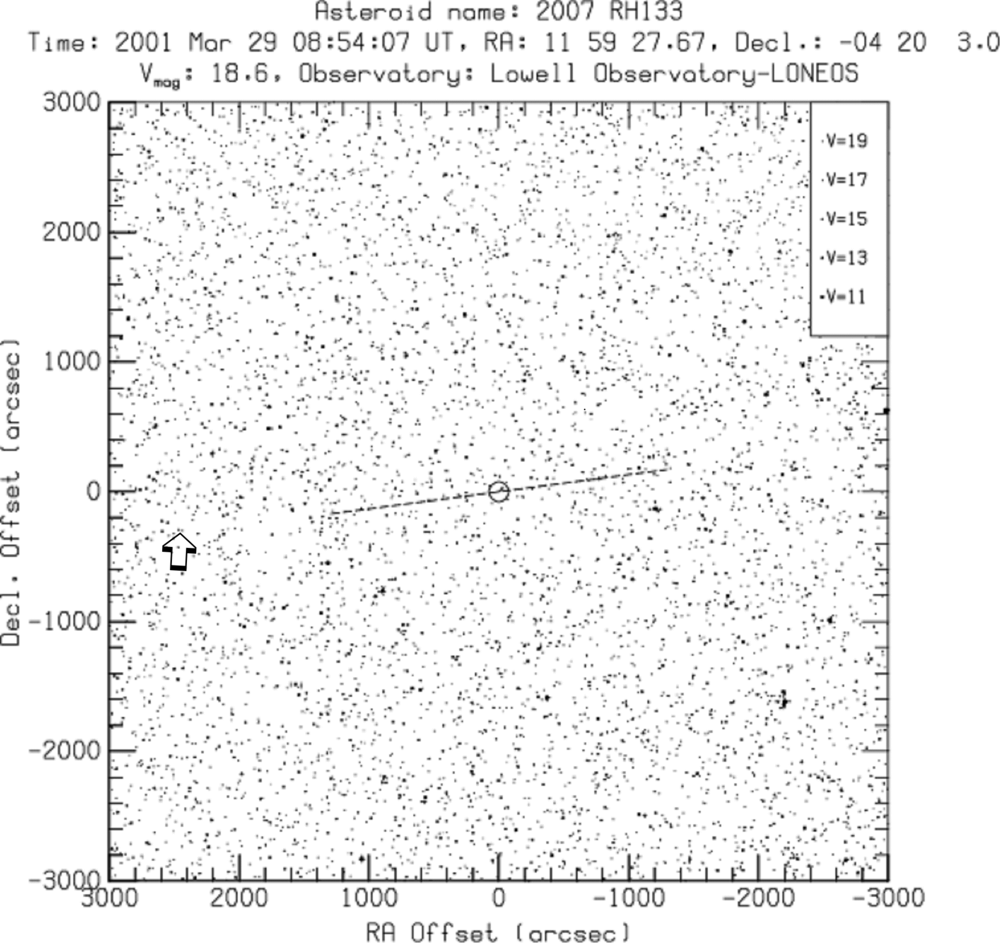 Asteroid name: 2007 RH133
Time: 2001 Mar 29 08:54:07 UT, RA: 11 59 27.67, Decl.: -04 20 3.0
Vmag: 18.6, Observatory: Lowell Observatory-LONEOS
3000
2000
1000
0
-1000
-2000
-3000
Decl. Offset (arcsec)
V=19
V=17
V=15
V=13
V=11
3000 2000 1000 0 -1000 -2000 -3000
RA Offset (arcsec)